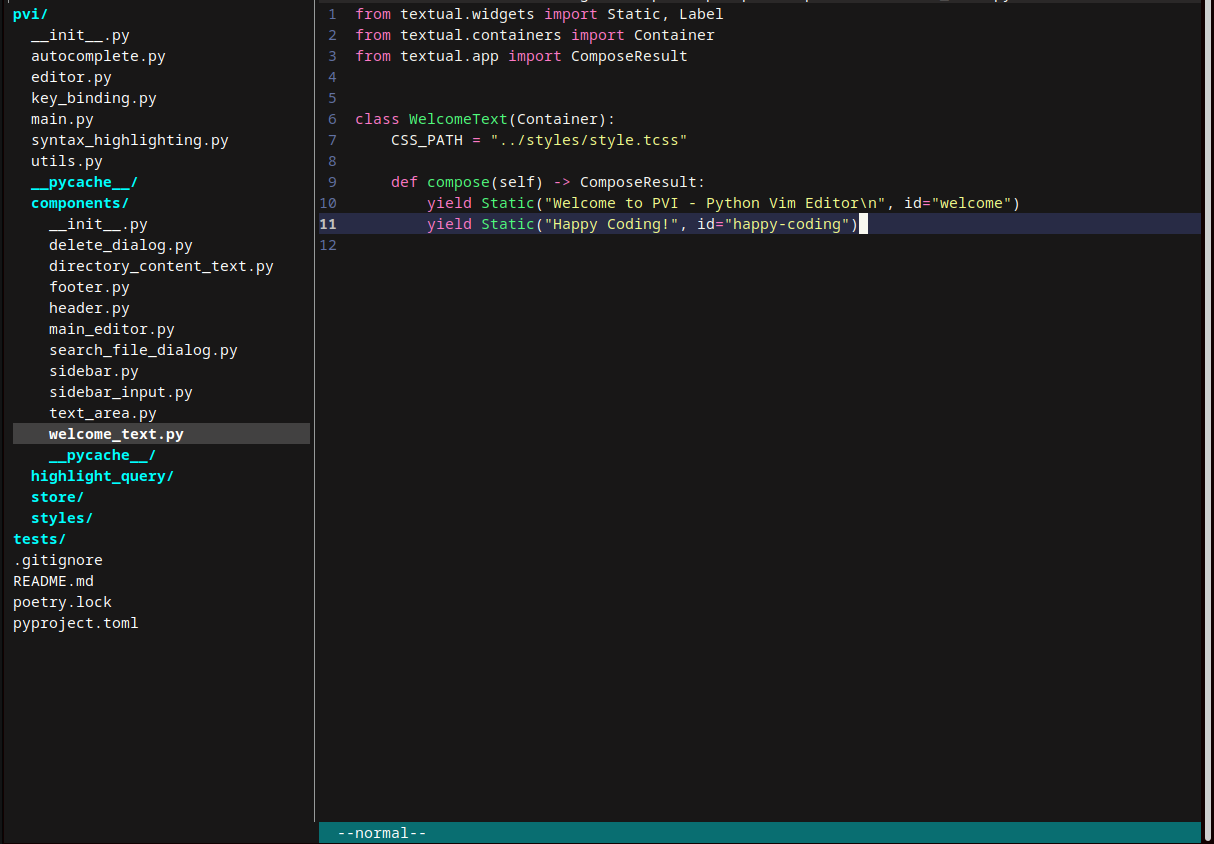 pvi/
__init__.py
autocomplete.py
editor.py
key_binding.py
main.py
syntax_highlighting.py
utils.py
__pycache__/
components/
__init__.py
delete_dialog.py
directory_content_text.py
footer.py
header.py
main_editor.py
search_file_dialog.py
sidebar.py
sidebar_input.py
text_area.py
welcome_text.py
__pycache__/
highlight_query/
store/
styles/
tests/
.gitignore
README.md
poetry.lock
pyproject.toml
1 from textual.widgets import Static, Label
2 from textual.containers import Container
3 from textual.app import ComposeResult
4
5
6 class WelcomeText(Container):
7     CSS_PATH = "../styles/style.tcss"
8
9     def compose(self) -> ComposeResult:
10         yield Static("Welcome to PVI - Python Vim Editor\n", id="welcome")
11         yield Static("Happy Coding!", id="happy-coding")
12
--normal--